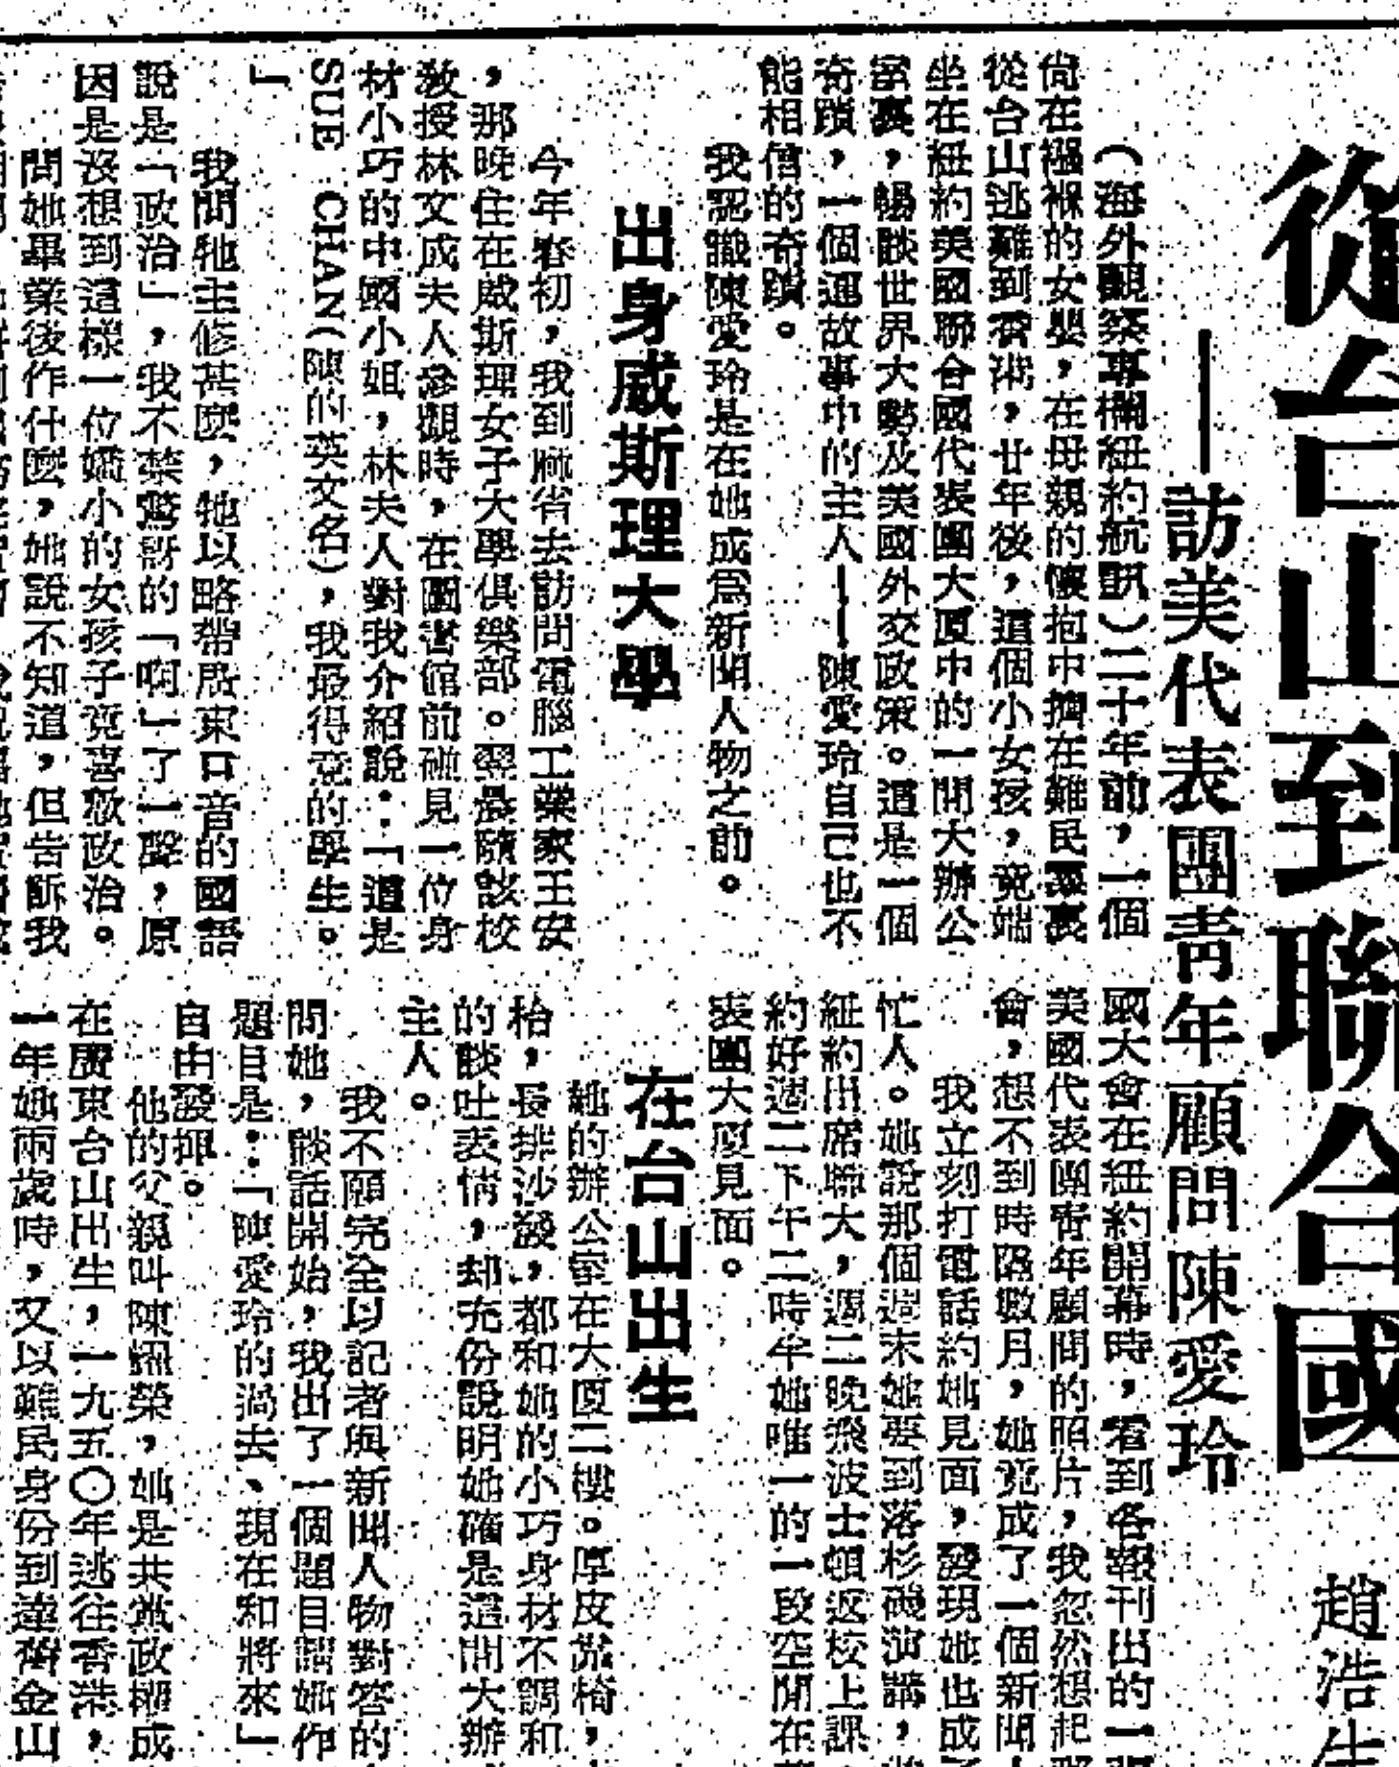 從台山到聯合國
——訪美代表團青年顧問陳愛玲
趙浩生
（海外觀察專欄紐約航訊）二十年前，一個
尙在襁褓的女嬰，在母親的懷抱中擠在難民羣裏
從台山逃難到香港，廿年後，這個小女孩，竟端
坐在紐約美國聯合國代表團大厦中的一間大辦公
室裏，暢談世界大勢及美國外交政策。這是一個
奇蹟，一個連故事中的主人——陳愛玲自己也不
能相信的奇蹟。
我認識陳愛玲是在她成爲新聞人物之前。
出身威斯理大學
今年春初，我到麻省去訪問電腦工業家王安
，那晚住在威斯理女子大學俱樂部。翌晨隨該校
敎授林文成夫人參觀時，在圖書館前碰見一位身
材小巧的中國小姐，林夫人對我介紹說：「這是
SUE CHAN（陳的英文名），我最得意的學生。
」
我問牠主修甚麽，牠以略帶廣東口音的國語
說是「政治」，我不禁驚訝的「啊」了一聲，原
因是沒想到這樣一位嬌小的女孩子竟喜歡政治。
問她畢業後作什麽，她說不知道，但告訴我
國大會在紐約開幕時，看到各報刊出的一
美國代表團靑年顧問的照片，我忽然想起
會，想不到時隔數月，她竟成了一個新聞
我立刻打電話約她見面，發現她也成
忙人。她說那個週末她要到落杉磯演講，
紐約出席聯大，週二晚飛波士頓返校上課
約好週二下午二時半她唯一的一段空閒在
表團大厦見面。
在台山出生
她的辦公室在大厦二樓。厚皮椅，
枱，長排沙發，都和她的小巧身材不調和
的談吐表情，却充份說明她確是這間大辦
主人。
我不願完全以記者與新聞人物對答的
問她，談話開始，我出了一個題目請她作
題目是：「陳愛玲的過去、現在和將來」
自由發揮。
他的父親叫陳耀榮，她是共黨政權成
在廣東台山出生，一九五〇年逃往香港，
一年她兩歲時，又以難民身份到達舊金山